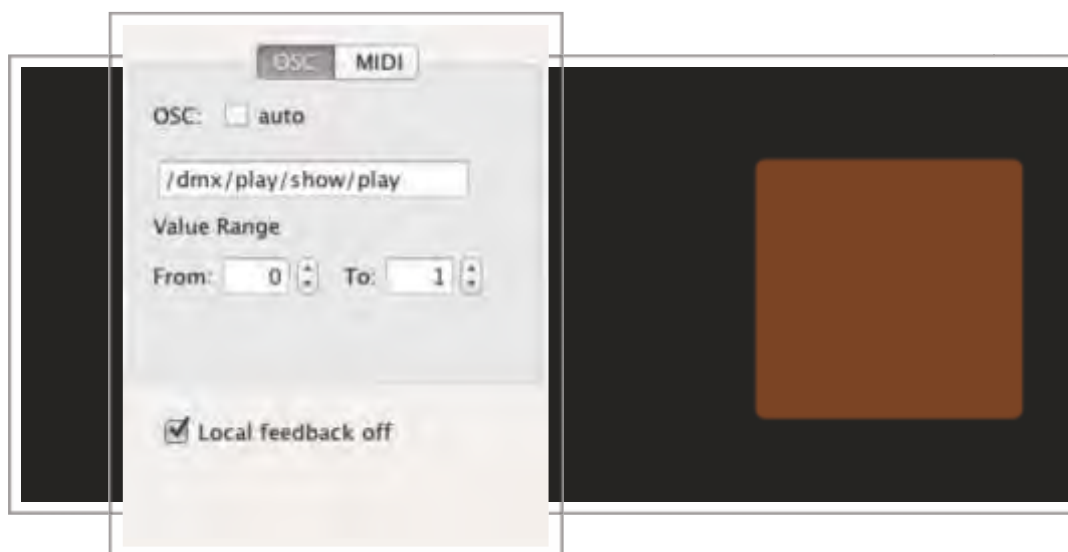 OSC MIDI
OSC: auto
/dmx/play/show/play
Value Range
From: 0 To: 1
Local feedback off